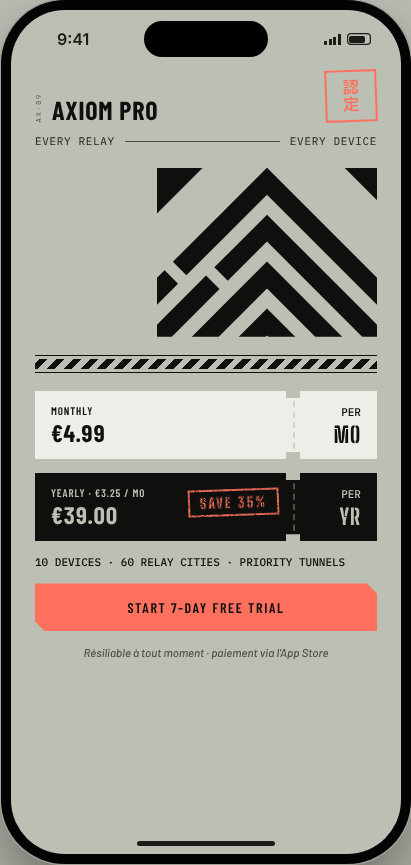 9:41
認
定
AX-09
AXIOM PRO
EVERY RELAY
EVERY DEVICE
MONTHLY
€4.99
PER
MO
YEARLY · €3.25 / MO
€39.00
SAVE 35%
PER
YR
10 DEVICES · 60 RELAY CITIES · PRIORITY TUNNELS
START 7-DAY FREE TRIAL
Résiliable à tout moment · paiement via l'App Store